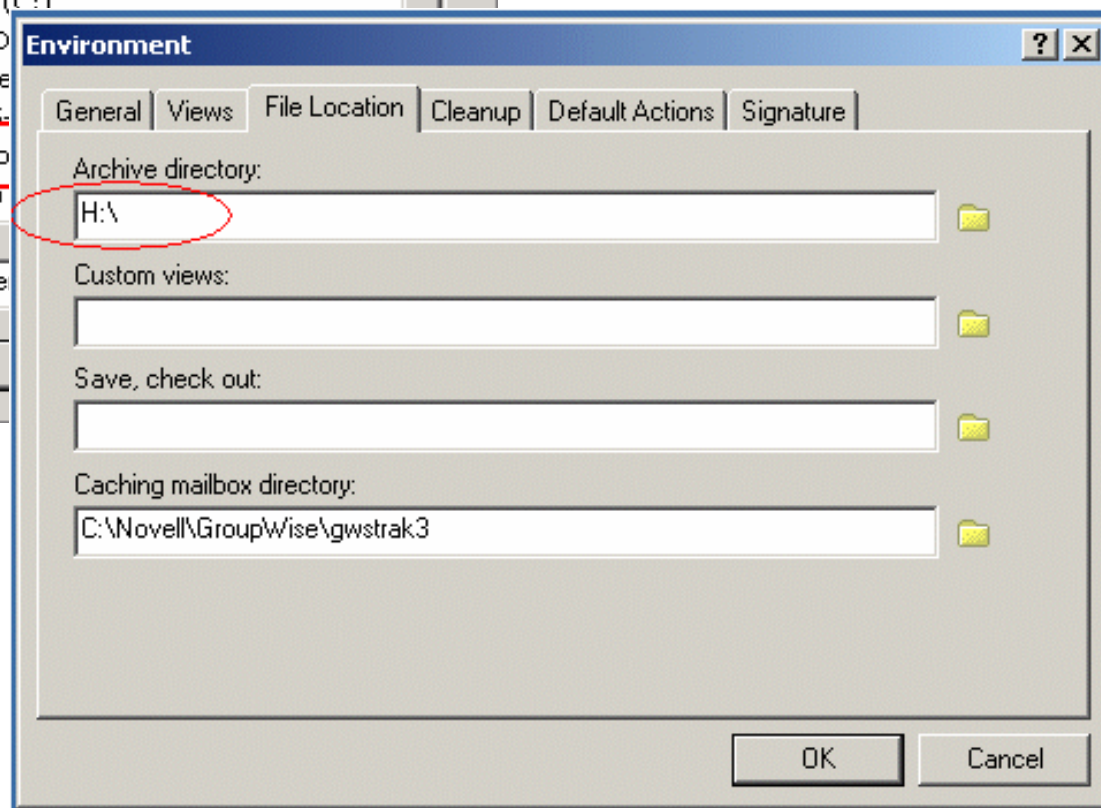 Environment
General Views File Location Cleanup Default Actions Signature
Archive directory:
H:\
Custom views:
Save, check out:
Caching mailbox directory:
C:\Novell\GroupWise\gwstrak3
OK Cancel